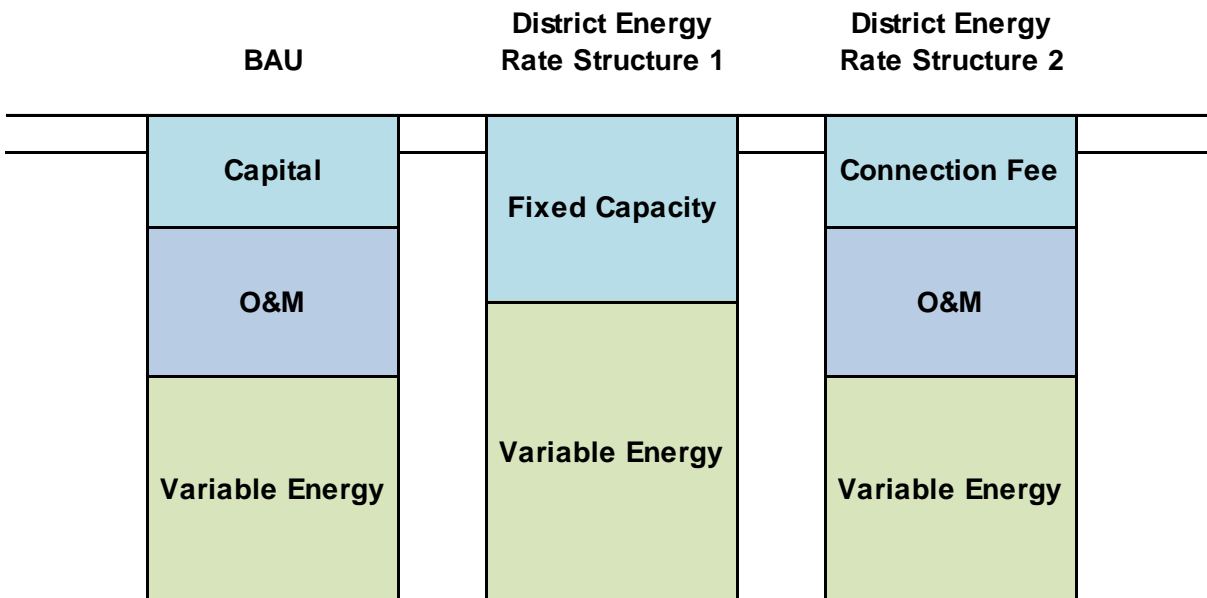 BAU
District Energy
Rate Structure 1
District Energy
Rate Structure 2
Capital
O&M
Variable Energy
Fixed Capacity
Variable Energy
Connection Fee
O&M
Variable Energy